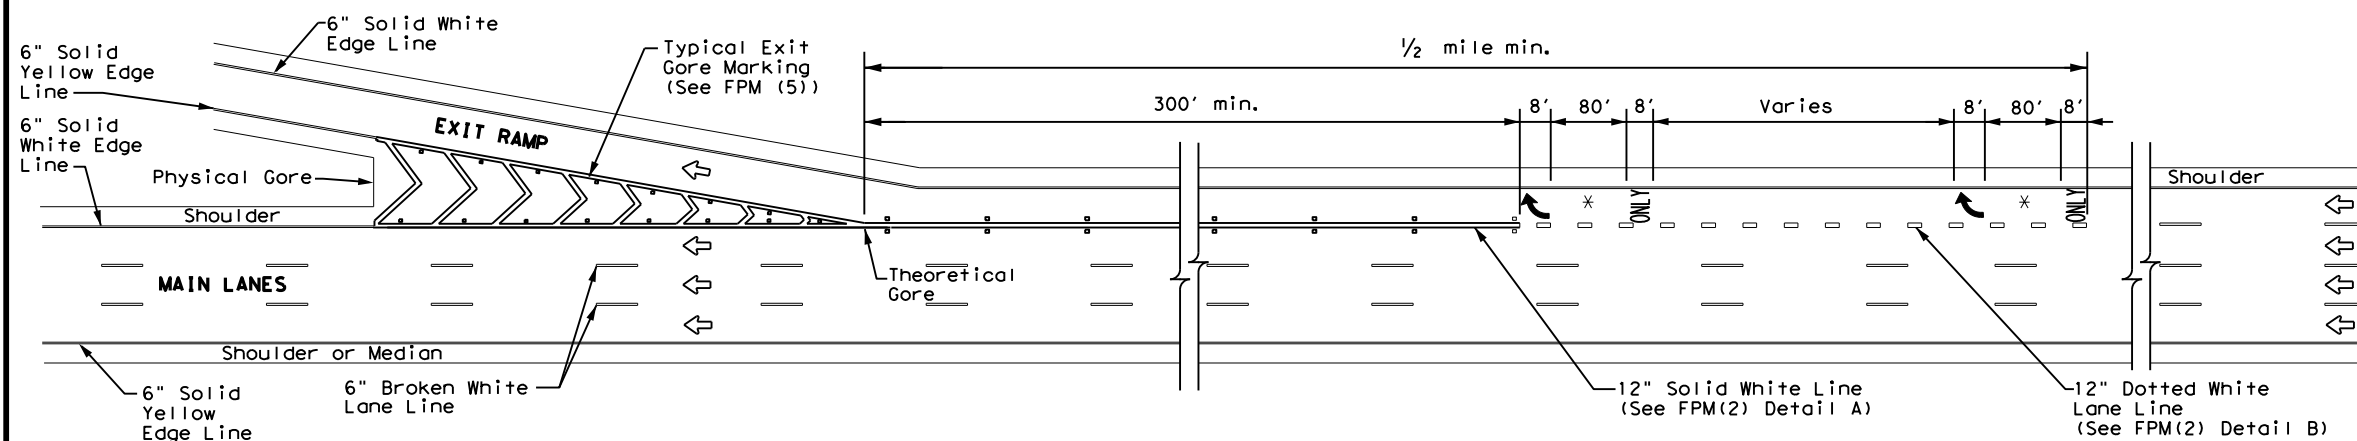 6" Solid White
Edge Line
6" Solid
Yellow Edge
Line
Typical Exit
Gore Marking
(See FPM (5))
½ mile min.
300' min.
8'
80'
8'
Varies
8'
80'
8'
6" Solid
White Edge
Line
EXIT RAMP
Physical Gore
Shoulder
Shoulder
*
ONLY
*
ONLY
MAIN LANES
Theoretical
Gore
Shoulder or Median
6" Solid
Yellow
Edge Line
6" Broken White
Lane Line
12" Solid White Line
(See FPM(2) Detail A)
12" Dotted White
Lane Line
(See FPM(2) Detail B)